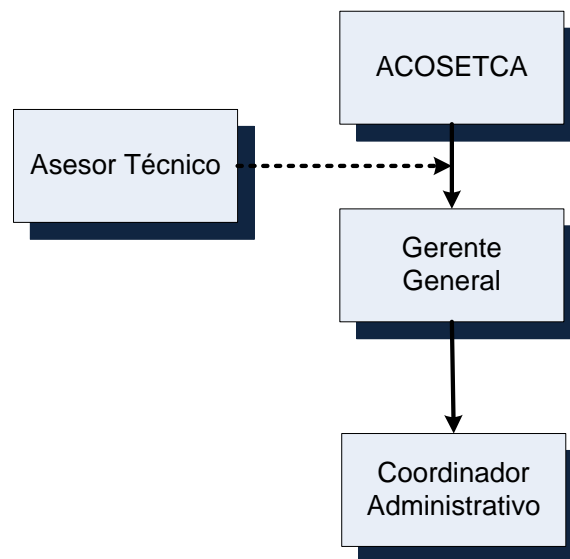 ACOSETCA
Asesor Técnico
Gerente
General
Coordinador
Administrativo